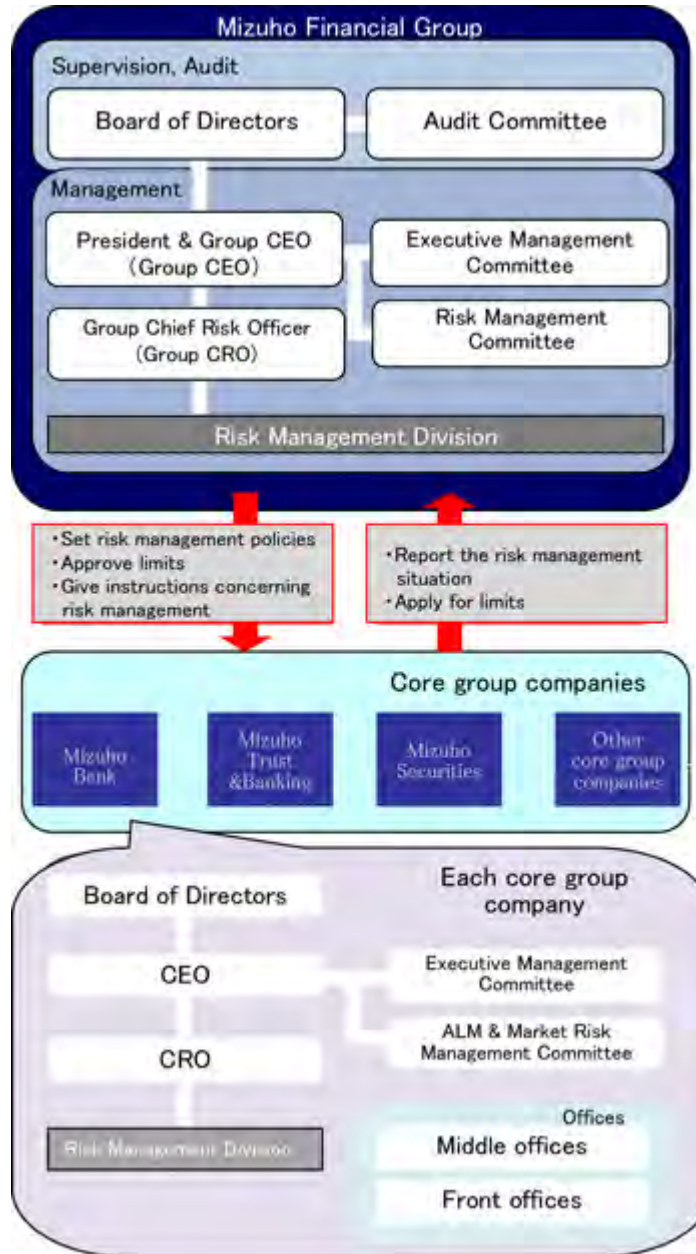 Mizuho Financial Group
Supervision, Audit
Board of Directors
Audit Committee
Management
President & Group CEO
(Group CEO)
Executive Management
Committee
Group Chief Risk Officer
(Group CRO)
Risk Management
Committee
Risk Management Division
・Set risk management policies
・Approve limits
・Give instructions concerning
risk management
・Report the risk management
situation
・Apply for limits
Core group companies
Mizuho
Bank
Mizuho
Trust
&Banking
Mizuho
Securities
Other
core group
companies
Each core group
company
Board of Directors
CEO
Executive Management
Committee
ALM & Market Risk
Management Committee
CRO
Risk Management Division
Offices
Middle offices
Front offices